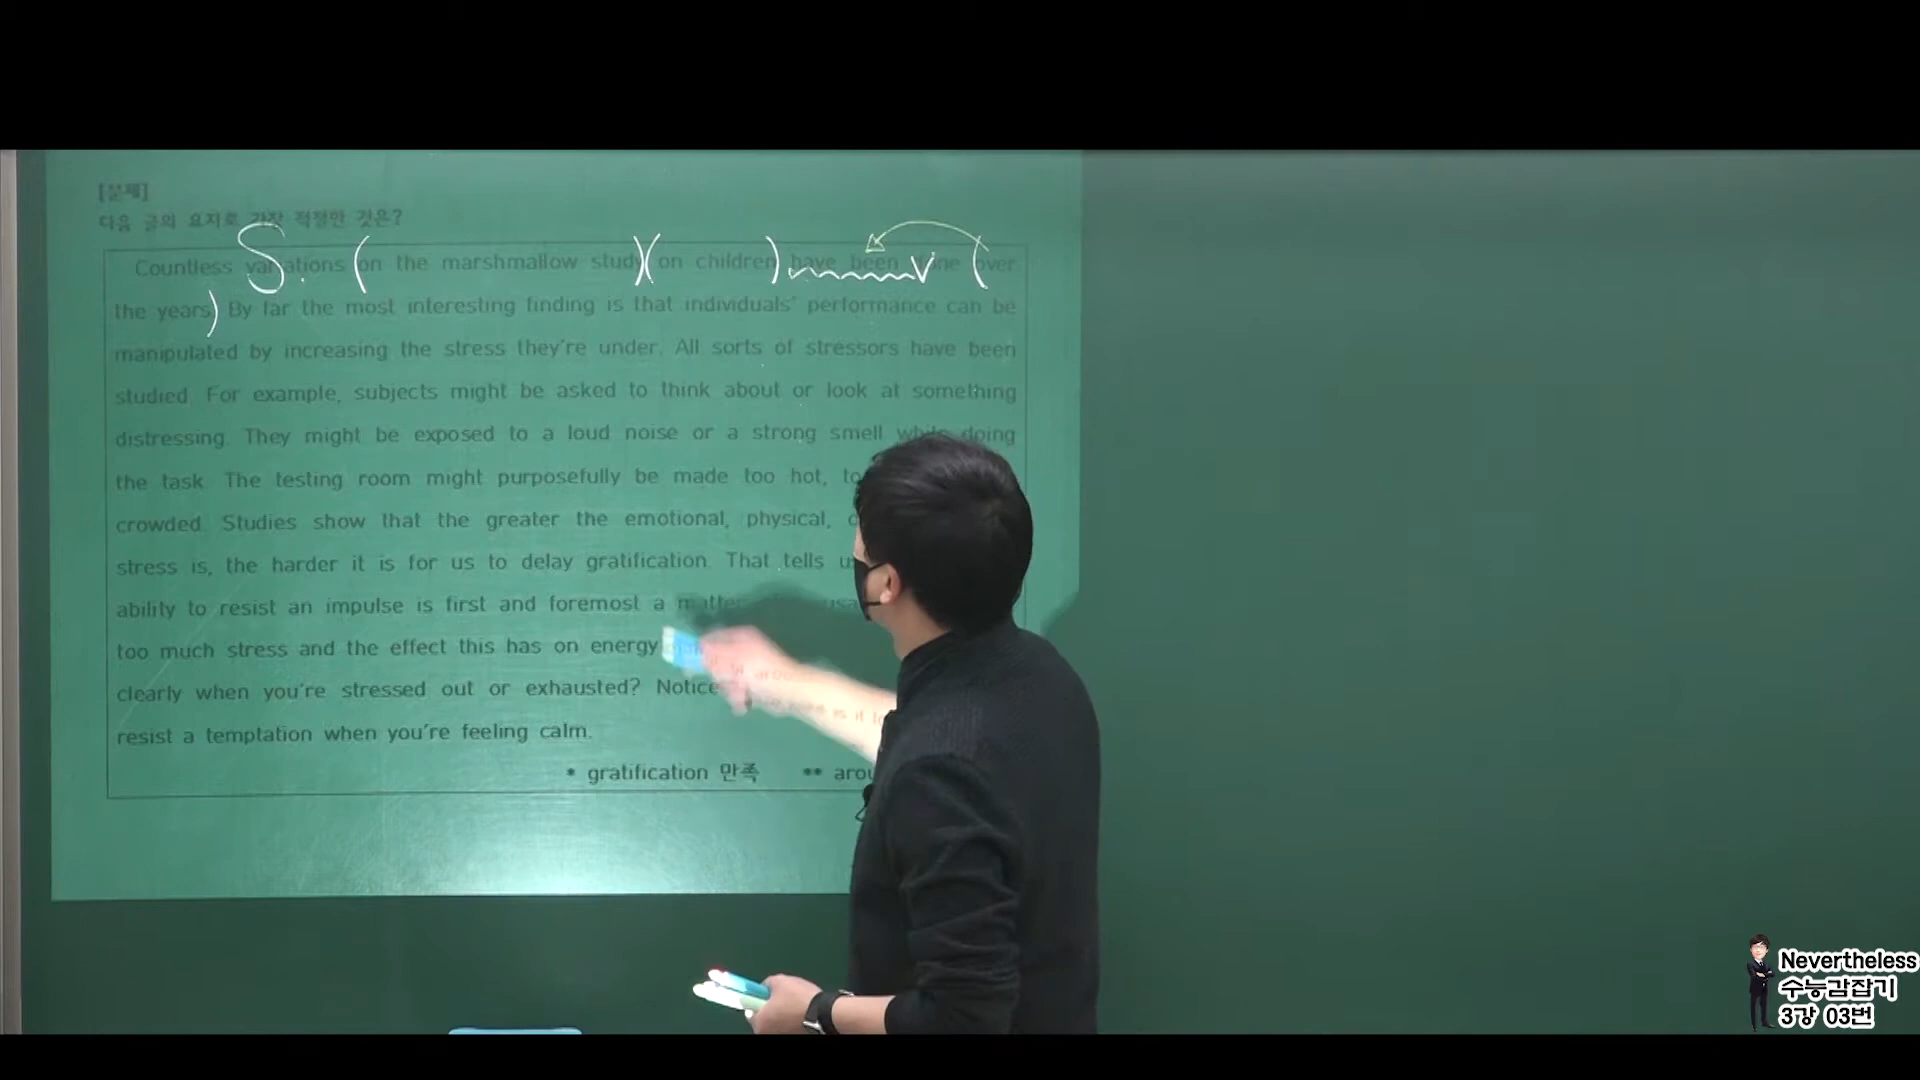 [문제]
다음 글의 요지로 가장 적절한 것은?
S.
Countless variations on the marshmallow study on children have been done over
V
the years. By far the most interesting finding is that individuals' performance can be
manipulated by increasing the stress they're under. All sorts of stressors have been
studied. For example, subjects might be asked to think about or look at something
distressing. They might be exposed to a loud noise or a strong smell while doing
the task. The testing room might purposefully be made too hot,
crowded. Studies show that the greater the emotional, physical,
stress is, the harder it is for us to delay gratification. That tells
ability to resist an impulse is first and foremost a matter
too much stress and the effect this has on energy
clearly when you're stressed out or exhausted? Notice
resist a temptation when you're feeling calm.
* gratification 만족 **
Nevertheless
수능감잡기
3강 03번